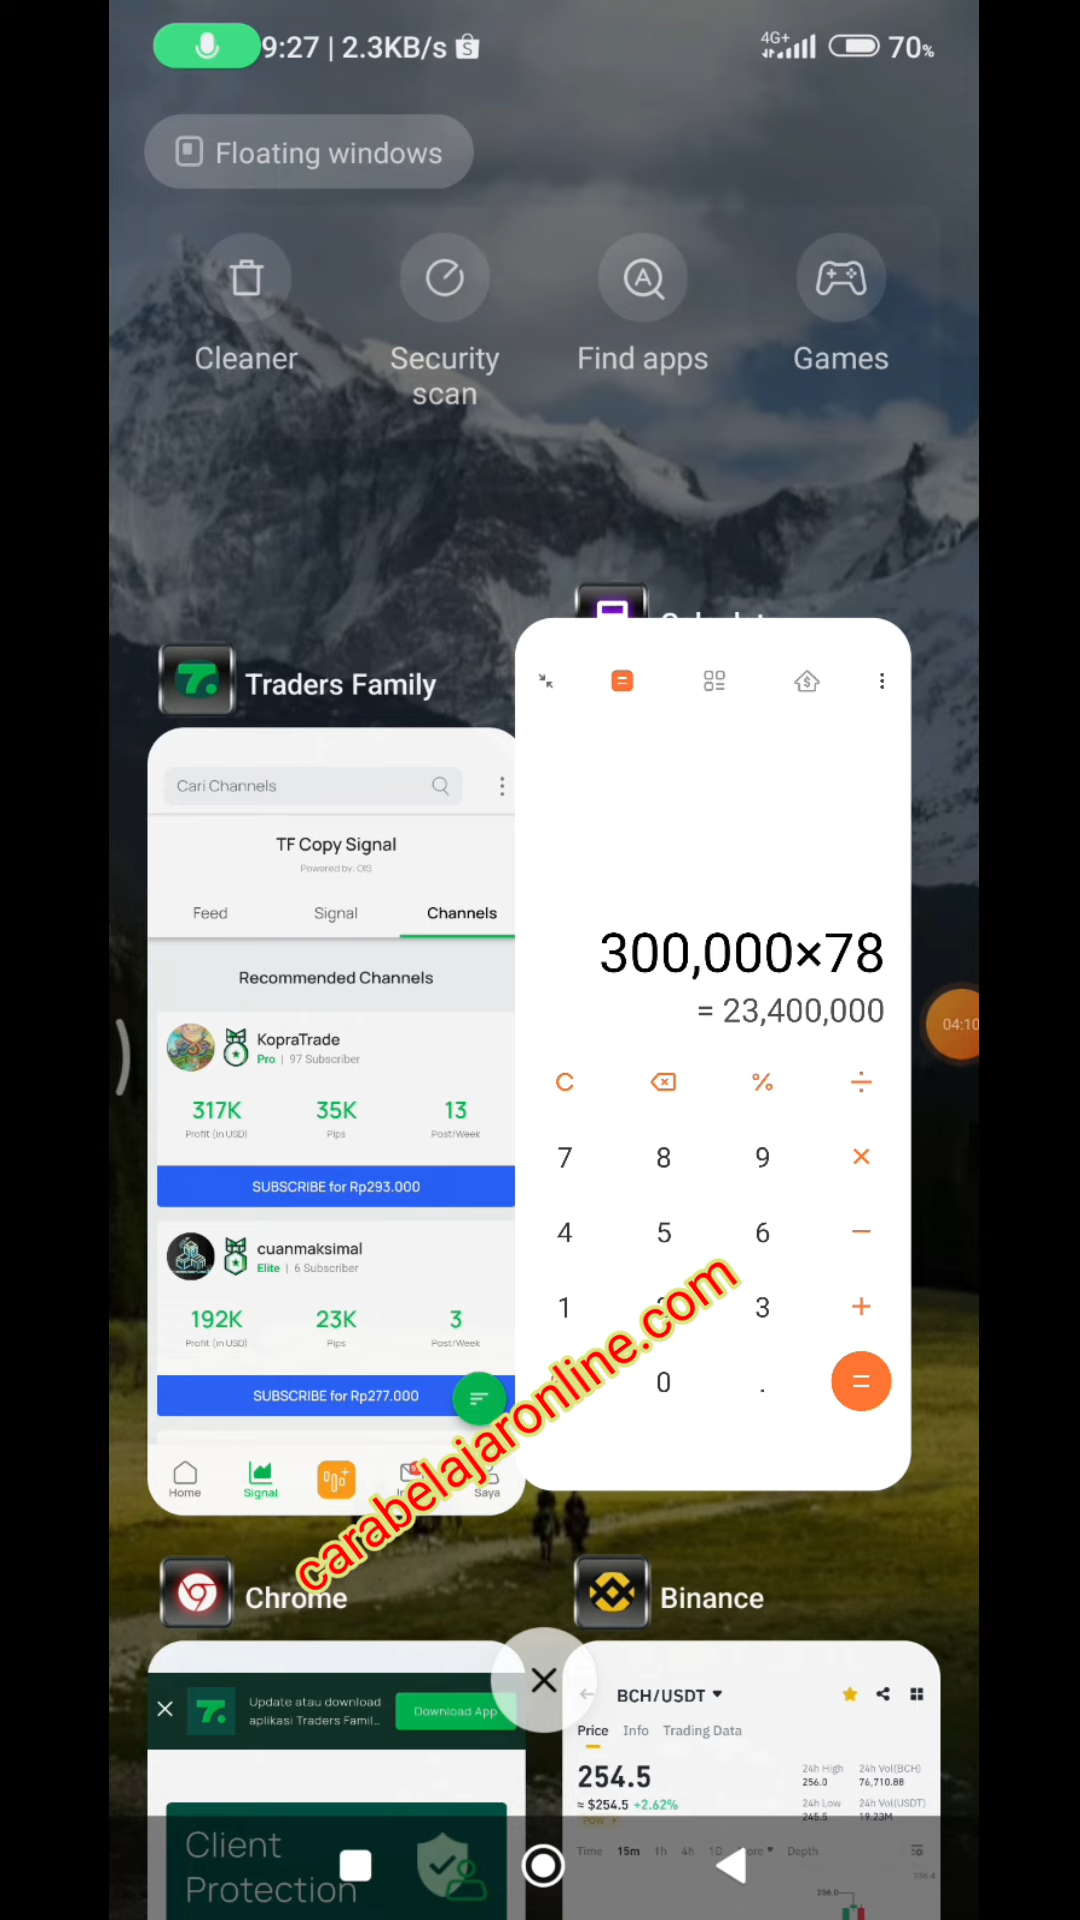 9:27 | 2.3KB/s
4G+
70%
Floating windows
Cleaner
Security scan
Find apps
Games
Traders Family
Cari Channels
TF Copy Signal
Powered by: OIS
Feed
Signal
Channels
Recommended Channels
KopraTrade
Pro | 97 Subscriber
317K
35K
13
Profit (in USD)
Pips
Post/Week
SUBSCRIBE for Rp293.000
cuanmaksimal
Elite | 6 Subscriber
192K
23K
3
Profit (in USD)
Pips
Post/Week
SUBSCRIBE for Rp277.000
Home
Signal
Saya
300,000×78
= 23,400,000
C
%
÷
7
8
9
×
4
5
6
−
1
3
+
0
.
=
04:10
carabelajaronline.com
Chrome
Update atau download
aplikasi Traders Famil...
Download App
Client
Protection
Binance
BCH/USDT
Price
Info
Trading Data
254.5
≈ $254.5 +2.62%
POW >
24h High
256.0
24h Vol(BCH)
76,710.88
24h Low
245.5
24h Vol(USDT)
19.23M
Time
15m
1h
4h
1D
Depth
256.4
256.0